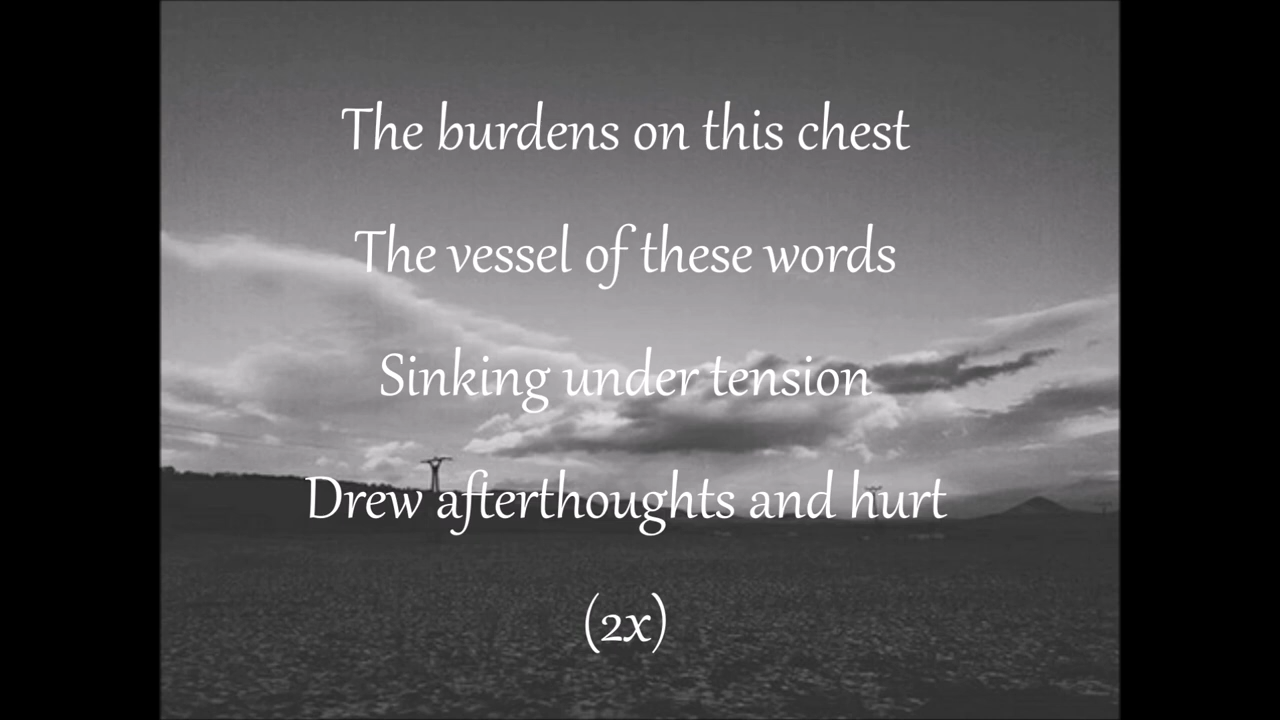 The burdens on this chest
The vessel of these words
Sinking under tension
Drew afterthoughts and hurt
(2x)